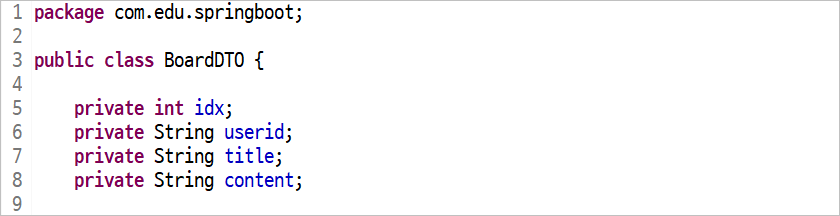 1 package com.edu.springboot;
2
3 public class BoardDTO {
4
5     private int idx;
6     private String userid;
7     private String title;
8     private String content;
9